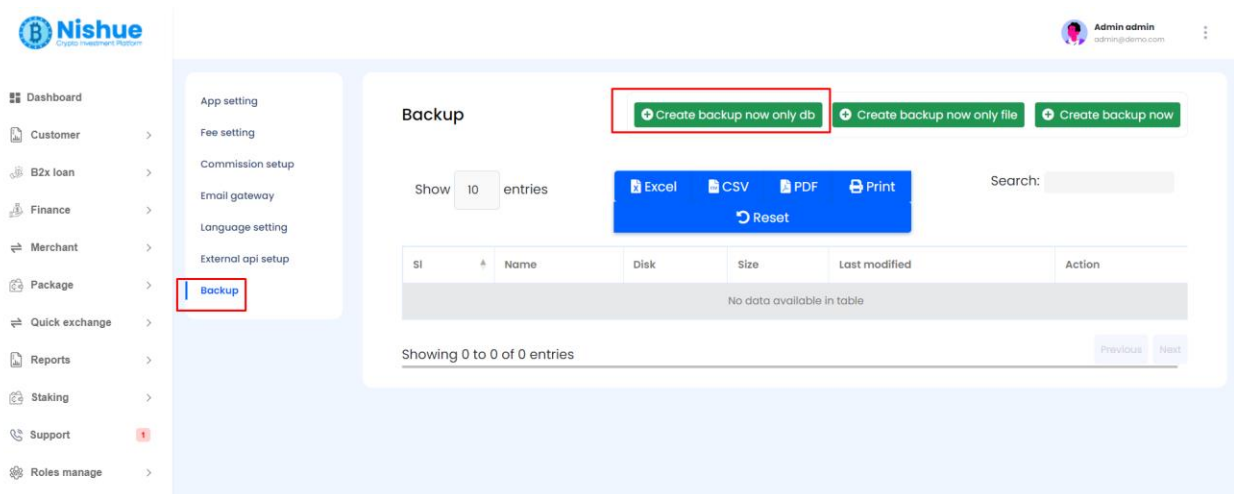 Nishue
Crypto Investment Platform
Admin admin
admin@demo.com
Dashboard
Customer
B2x loan
Finance
Merchant
Package
Quick exchange
Reports
Staking
Support 1
Roles manage
App setting
Fee setting
Commission setup
Email gateway
Language setting
External api setup
Backup
Backup
Create backup now only db Create backup now only file Create backup now
Show 10 entries
Excel CSV PDF Print
Reset
Search:
Sl Name Disk Size Last modified Action
No data available in table
Showing 0 to 0 of 0 entries
Previous Next